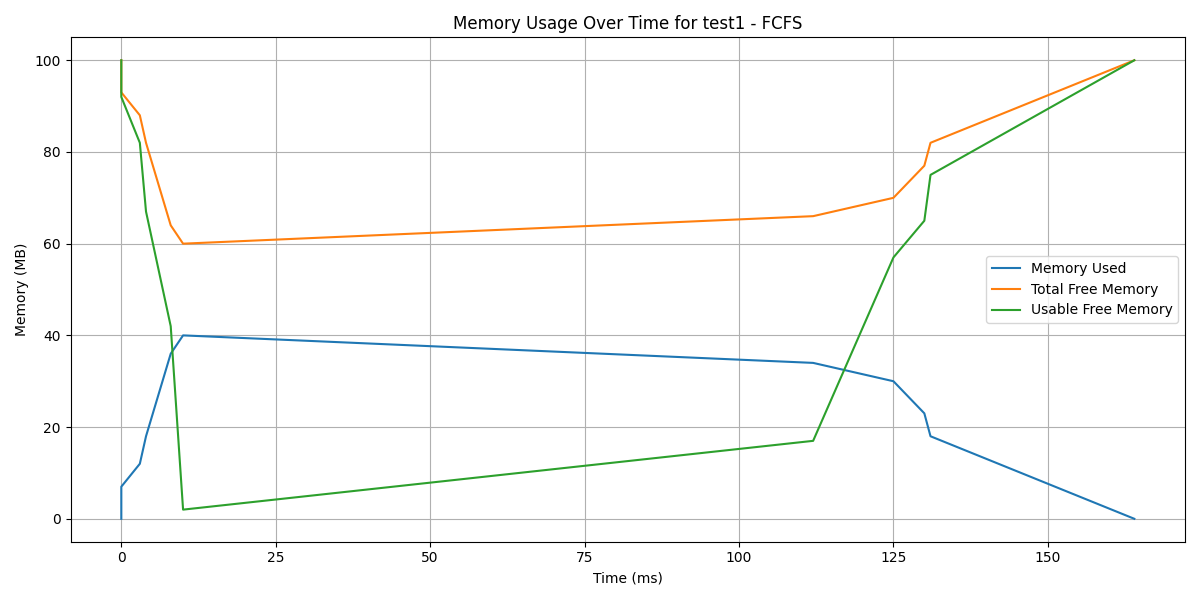 Memory Usage Over Time for test1 - FCFS
Memory (MB)
100
80
60
40
20
0
Memory Used
Total Free Memory
Usable Free Memory
0
25
50
75
100
125
150
Time (ms)